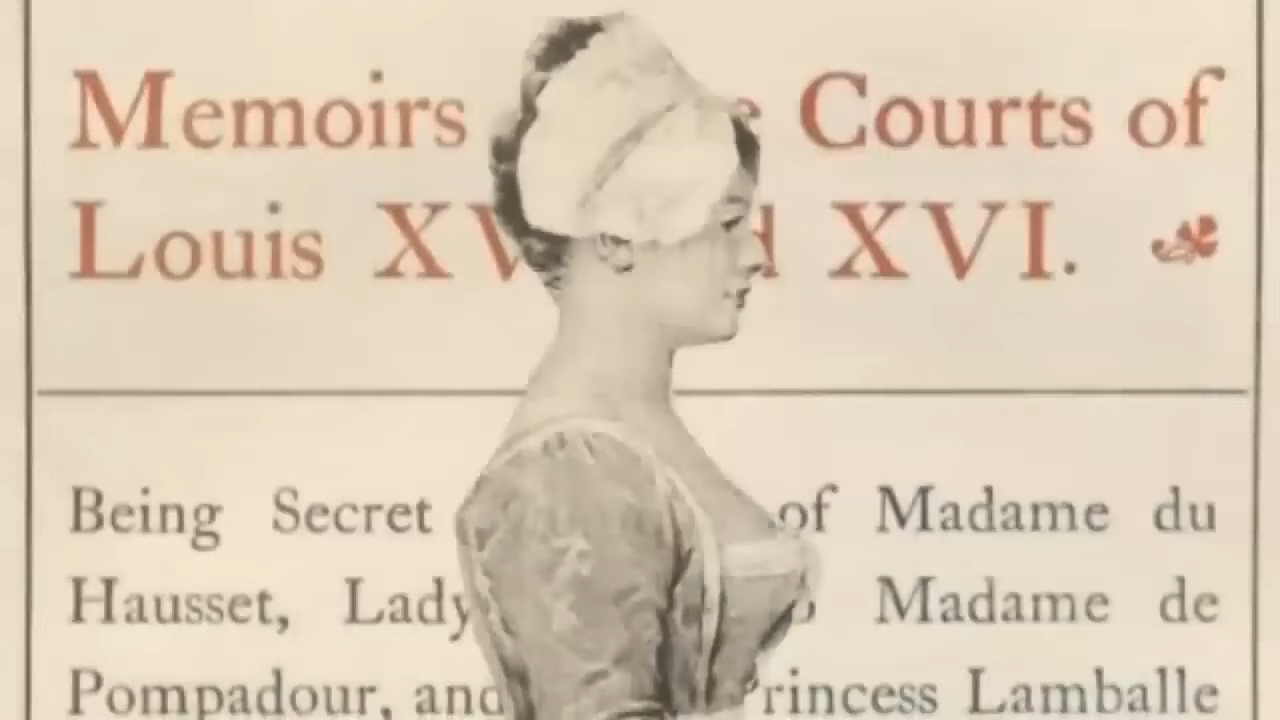 Memoirs Courts of
Louis XV XVI.
Being Secret of Madame du
Hausset, Lady Madame de
Pompadour, and Princess Lamballe